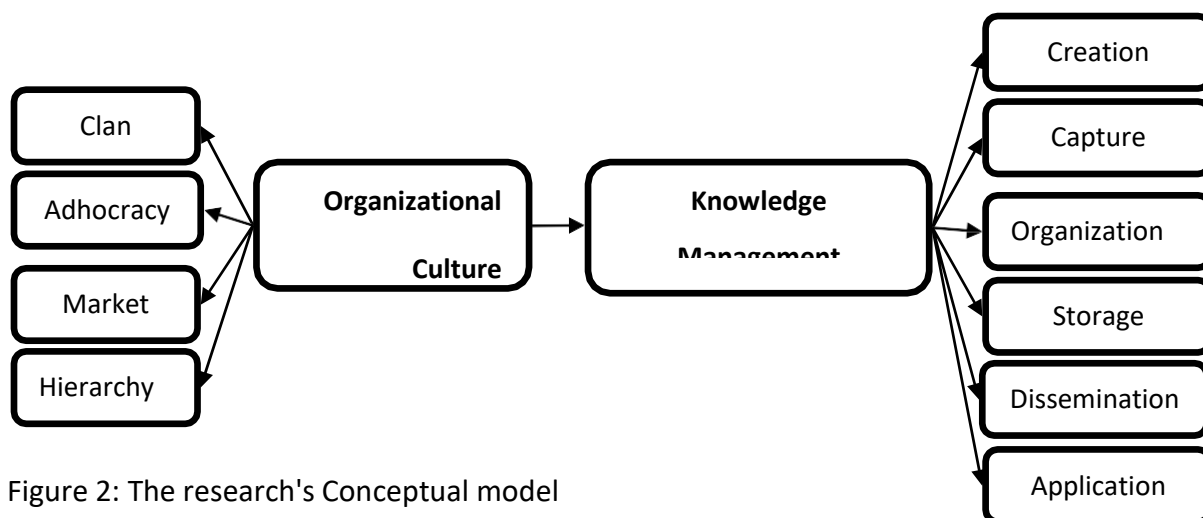 Clan
Adhocracy
Market
Hierarchy
Organizational
Culture
Knowledge
Management
Creation
Capture
Organization
Storage
Dissemination
Application
Figure 2: The research's Conceptual model